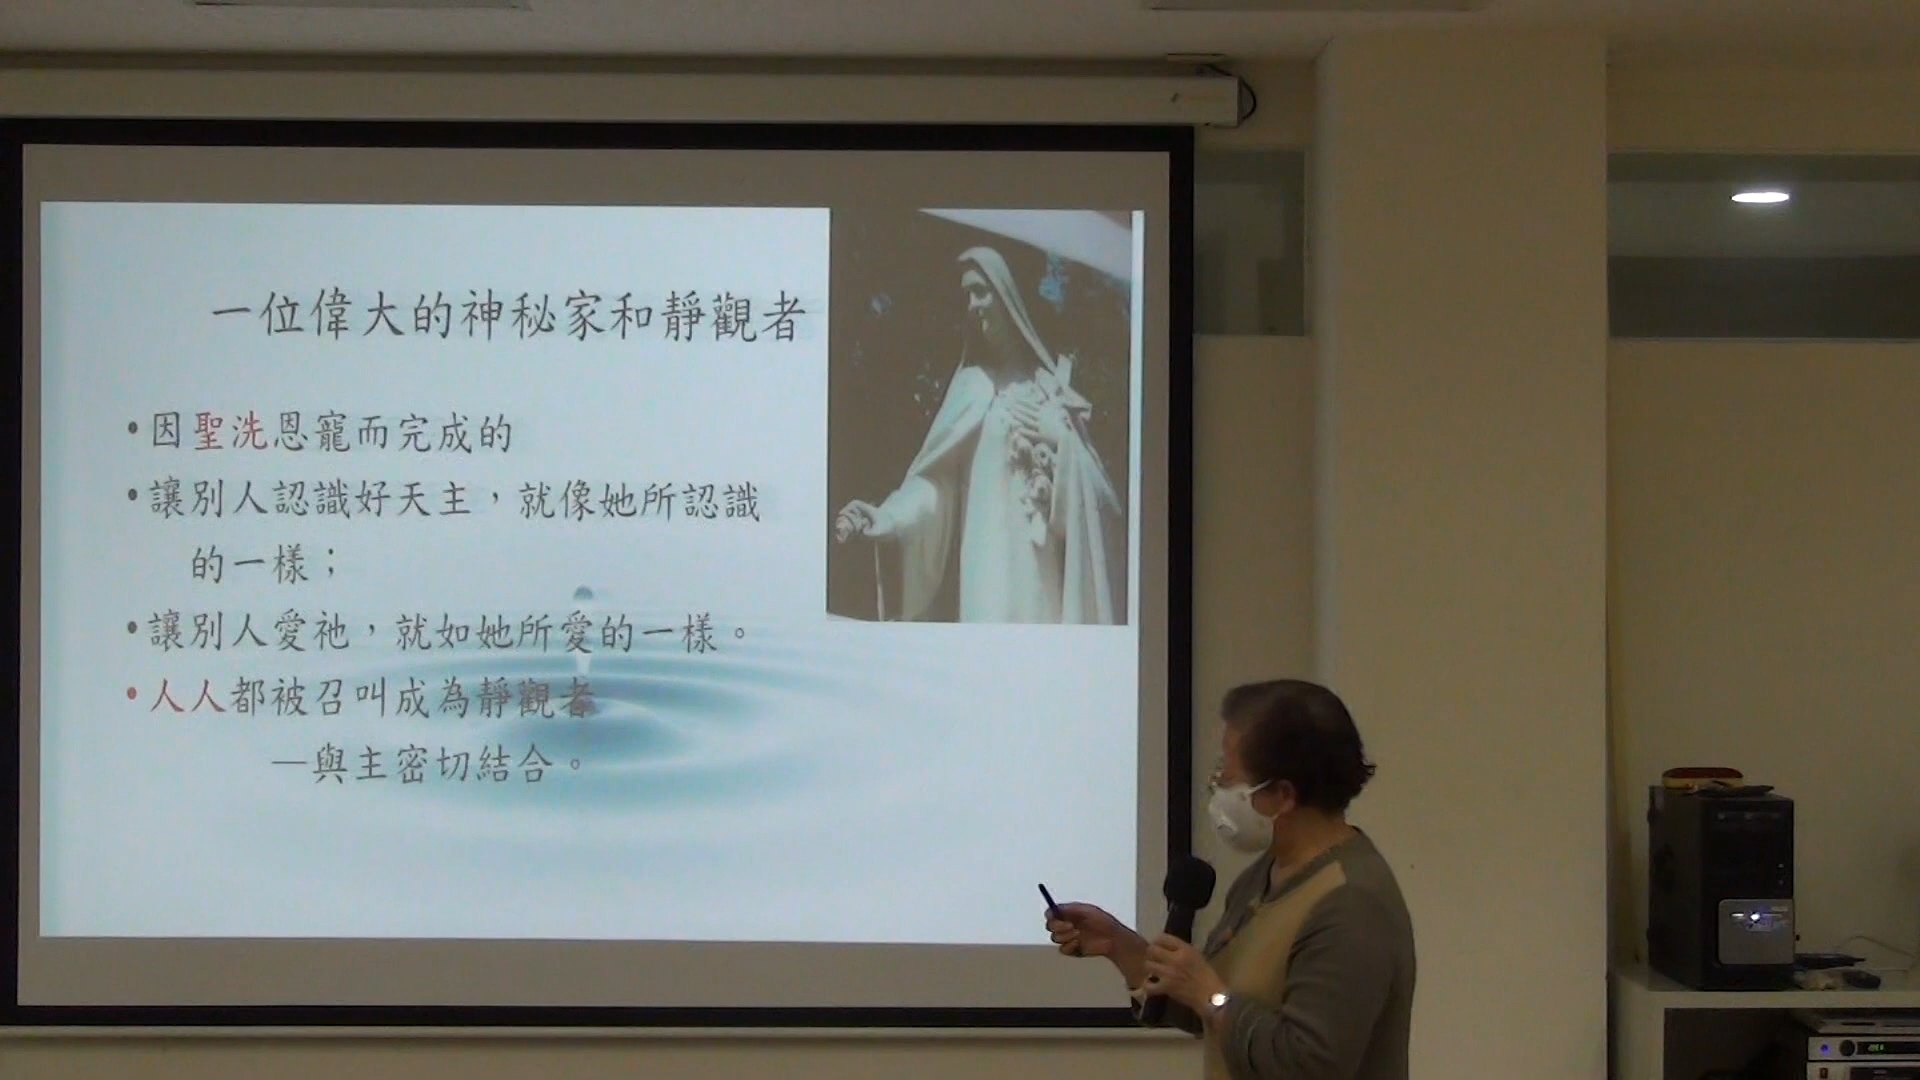 一位偉大的神秘家和靜觀者
•因聖洗恩寵而完成的
•讓別人認識好天主，就像她所認識
的一樣；
•讓別人愛祂，就如她所愛的一樣。
•人人都被召叫成為靜觀者
—與主密切結合。